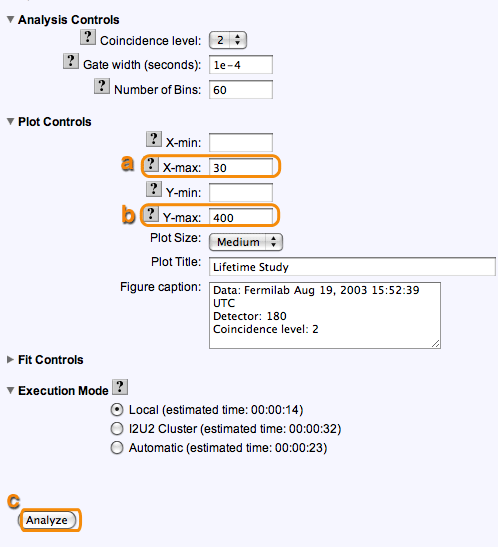 Analysis Controls
? Coincidence level: 2
? Gate width (seconds): 1e-4
? Number of Bins: 60
Plot Controls
? X-min:
a ? X-max: 30
? Y-min:
b ? Y-max: 400
Plot Size: Medium
Plot Title: Lifetime Study
Figure caption: Data: Fermilab Aug 19, 2003 15:52:39
UTC
Detector: 180
Coincidence level: 2
Fit Controls
Execution Mode ?
Local (estimated time: 00:00:14)
I2U2 Cluster (estimated time: 00:00:32)
Automatic (estimated time: 00:00:23)
c
Analyze